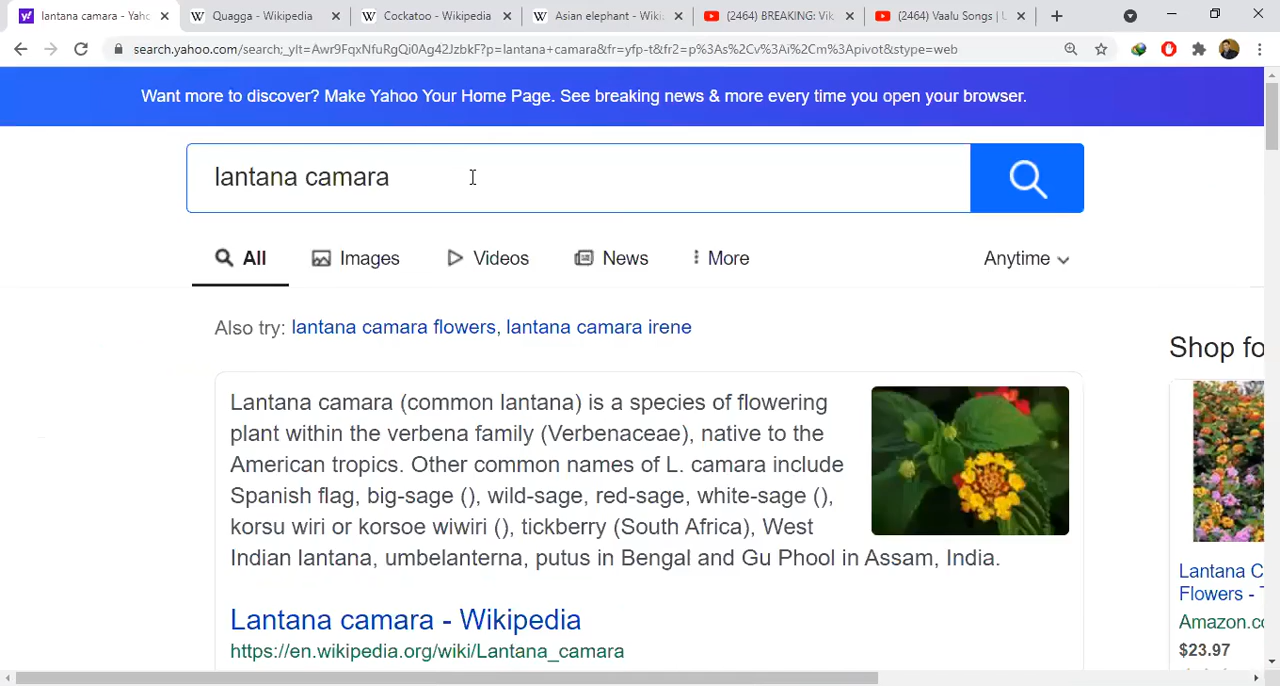 lantana camara - Yaho
Quagga - Wikipedia
Cockatoo - Wikipedia
Asian elephant - Wiki
(2464) BREAKING: Vik
(2464) Vaalu Songs | U
search.yahoo.com/search;_ylt=Awr9FqxNfuRgQi0Ag42JzbkF?p=lantana+camara&fr=yfp-t&fr2=p%3As%2Cv%3Ai%2Cm%3Apivot&stype=web
Want more to discover? Make Yahoo Your Home Page. See breaking news & more every time you open your browser.
lantana camara
All
Images
Videos
News
More
Anytime
Also try: lantana camara flowers, lantana camara irene
Shop fo
Lantana camara (common lantana) is a species of flowering
plant within the verbena family (Verbenaceae), native to the
American tropics. Other common names of L. camara include
Spanish flag, big-sage (), wild-sage, red-sage, white-sage (),
korsu wiri or korsoe wiwiri (), tickberry (South Africa), West
Indian lantana, umbelanterna, putus in Bengal and Gu Phool in Assam, India.
Lantana C
Flowers - T
Amazon.co
$23.97
Lantana camara - Wikipedia
https://en.wikipedia.org/wiki/Lantana_camara